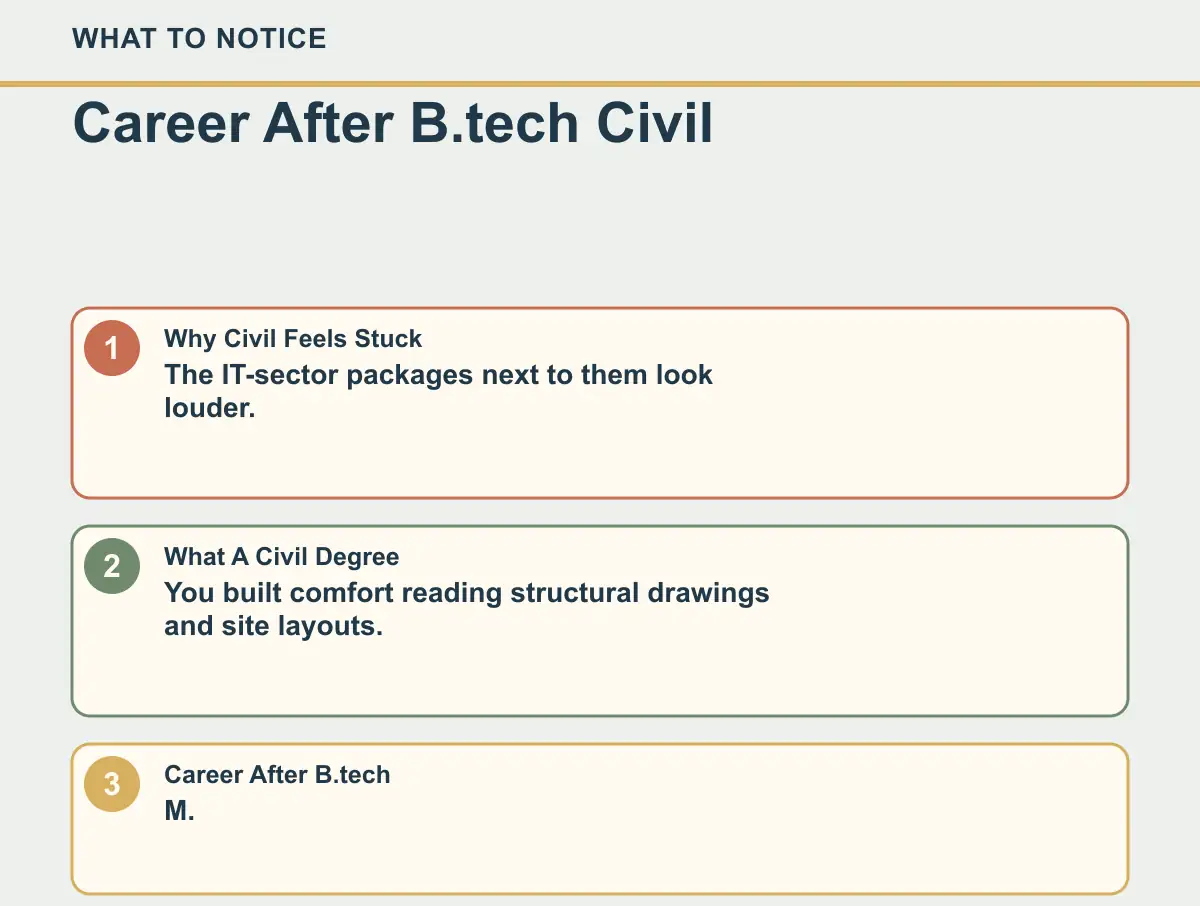 WHAT TO NOTICE
Career After B.tech Civil
1
Why Civil Feels Stuck
The IT-sector packages next to them look
louder.
2
What A Civil Degree
You built comfort reading structural drawings
and site layouts.
3
Career After B.tech
M.